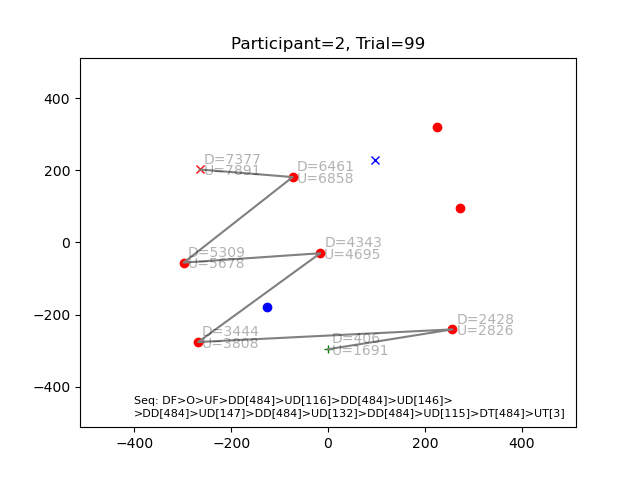 Participant=2, Trial=99
400
200
0
−200
−400
−400
−200
0
200
400
D=7377
U=7891
D=6461
U=6858
D=5309
U=5678
D=4343
U=4695
D=3444
U=3808
D=406
U=1691
D=2428
U=2826
Seq: DF>O>UF>DD[484]>UD[116]>DD[484]>UD[146]>
>DD[484]>UD[147]>DD[484]>UD[132]>DD[484]>UD[115]>DT[484]>UT[3]